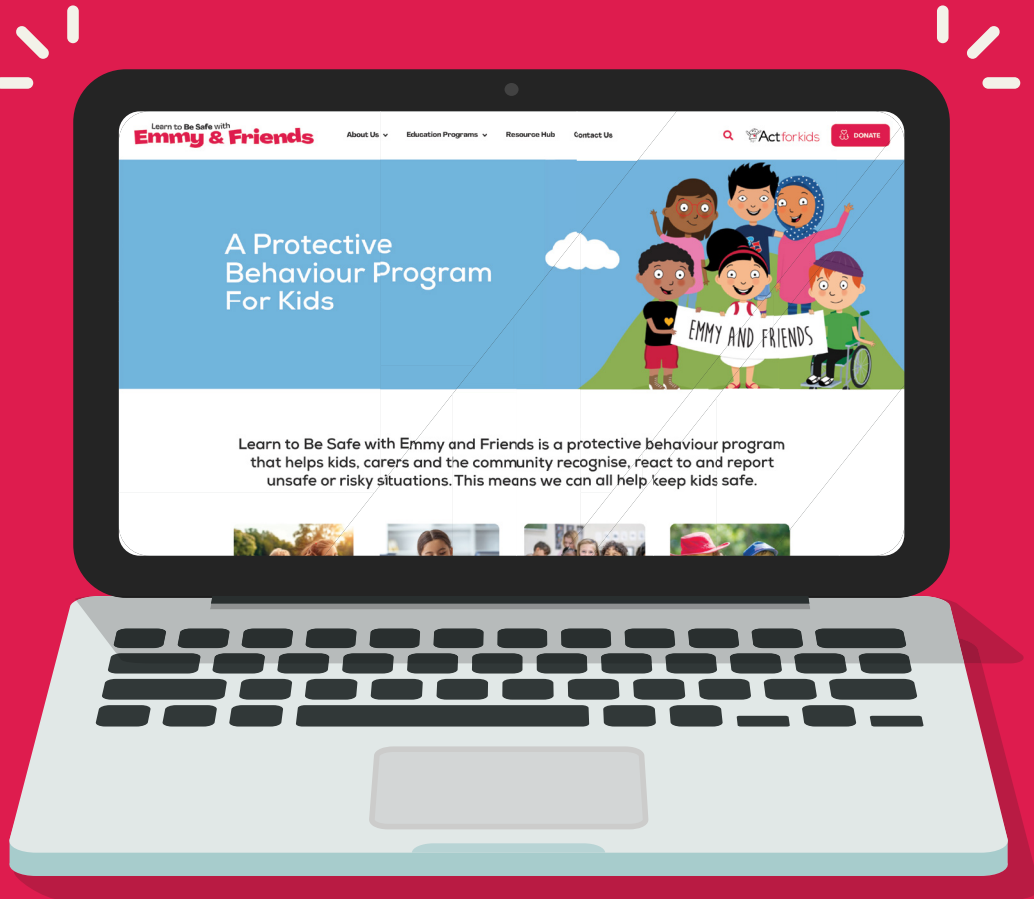 Learn to Be Safe with
Emmy & Friends
About Us
Education Programs
Resource Hub
Contact Us
Act for kids
DONATE
A Protective
Behaviour Program
For Kids
EMMY AND FRIENDS
Learn to Be Safe with Emmy and Friends is a protective behaviour program
that helps kids, carers and the community recognise, react to and report
unsafe or risky situations. This means we can all help keep kids safe.